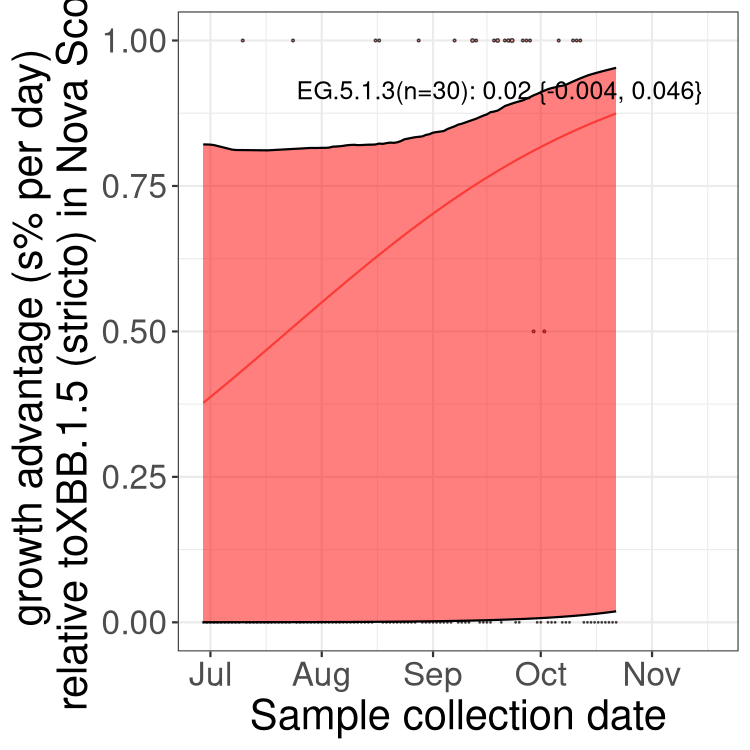 growth advantage (s% per day)
relative toXBB.1.5 (stricto) in Nova Sco
1.00
0.75
0.50
0.25
0.00
EG.5.1.3(n=30): 0.02 {-0.004, 0.046}
Jul Aug Sep Oct Nov
Sample collection date